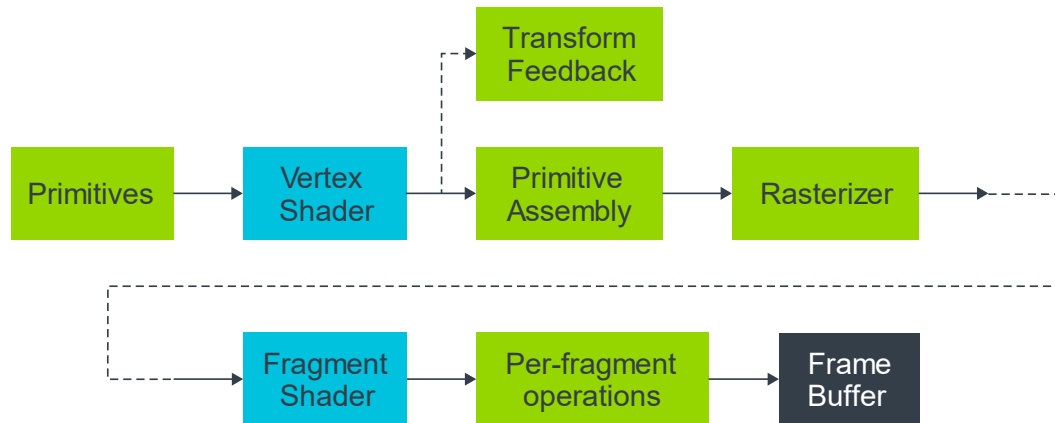 Transform
Feedback
Primitives
Vertex
Shader
Primitive
Assembly
Rasterizer
Fragment
Shader
Per-fragment
operations
Frame
Buffer